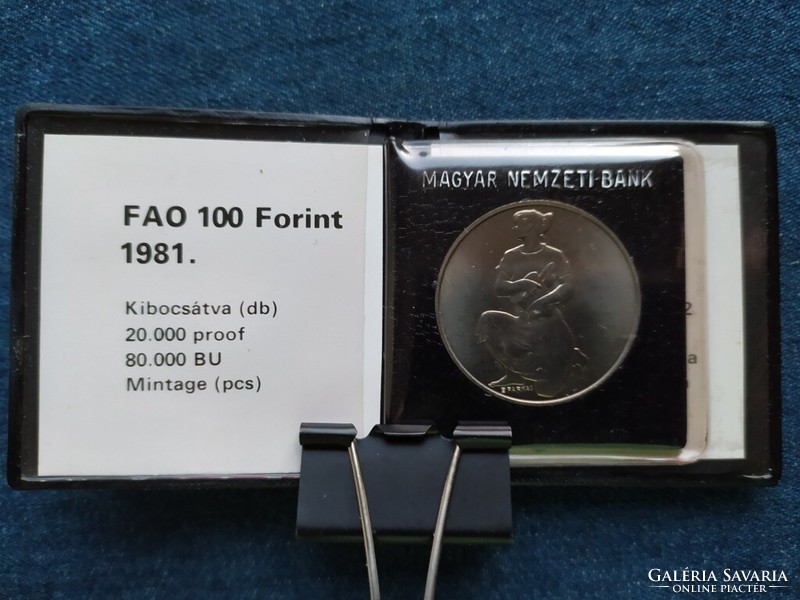 FAO 100 Forint
1981.
Kibocsátva (db)
20.000 proof
80.000 BU
Mintage (pcs)
MAGYAR NEMZETI BANK
2
a
GALÉRIA SAVARIA
ONLINE PIACTÉR